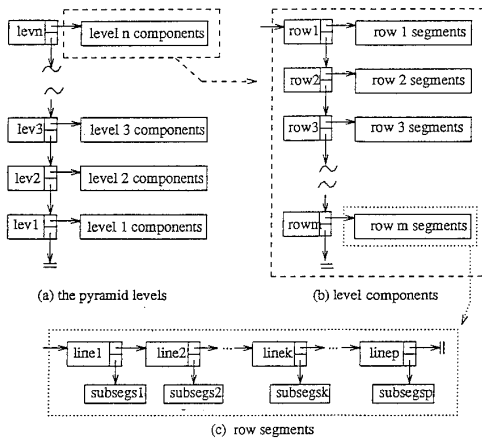 levn
level n components
lev3
level 3 components
lev2
level 2 components
lev1
level 1 components
(a) the pyramid levels
row1
row 1 segments
row2
row 2 segments
row3
row 3 segments
rowm
row m segments
(b) level components
line1
line2
...
linek
...
linep
subsegs1
subsegs2
subsegsk
subsegsp
(c) row segments